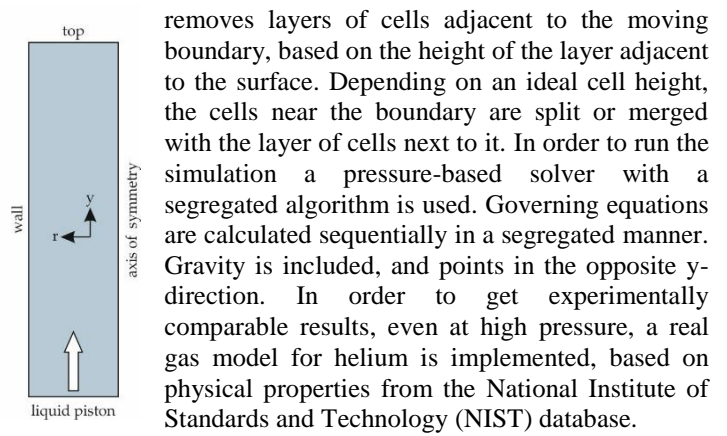 top
wall
y
r
axis of symmetry
liquid piston
removes layers of cells adjacent to the moving
boundary, based on the height of the layer adjacent
to the surface. Depending on an ideal cell height,
the cells near the boundary are split or merged
with the layer of cells next to it. In order to run the
simulation a pressure-based solver with a
segregated algorithm is used. Governing equations
are calculated sequentially in a segregated manner.
Gravity is included, and points in the opposite y-
direction. In order to get experimentally
comparable results, even at high pressure, a real
gas model for helium is implemented, based on
physical properties from the National Institute of
Standards and Technology (NIST) database.